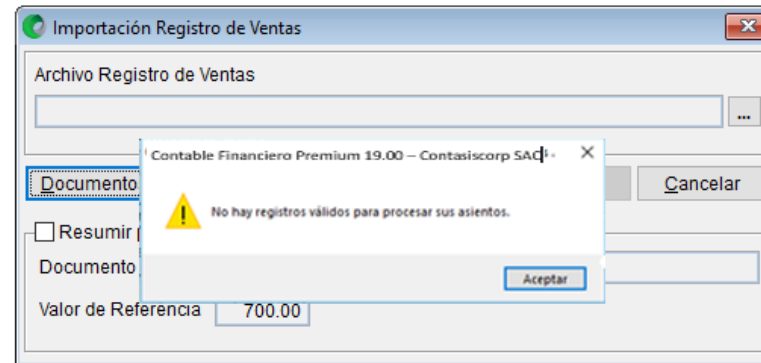 Importación Registro de Ventas
Archivo Registro de Ventas
...
Contable Financiero Premium 19.00 – Contasiscorp SAC
No hay registros válidos para procesar sus asientos.
Aceptar
Documento
Cancelar
Resumir
Documento
Valor de Referencia 700.00